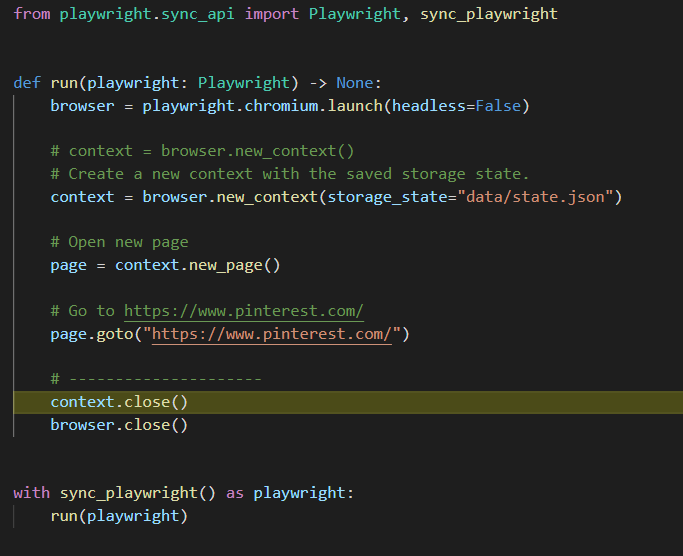 from playwright.sync_api import Playwright, sync_playwright
def run(playwright: Playwright) -> None:
    browser = playwright.chromium.launch(headless=False)
    # context = browser.new_context()
    # Create a new context with the saved storage state.
    context = browser.new_context(storage_state="data/state.json")
    # Open new page
    page = context.new_page()
    # Go to https://www.pinterest.com/
    page.goto("https://www.pinterest.com/")
    # ---------------------
    context.close()
    browser.close()
with sync_playwright() as playwright:
    run(playwright)